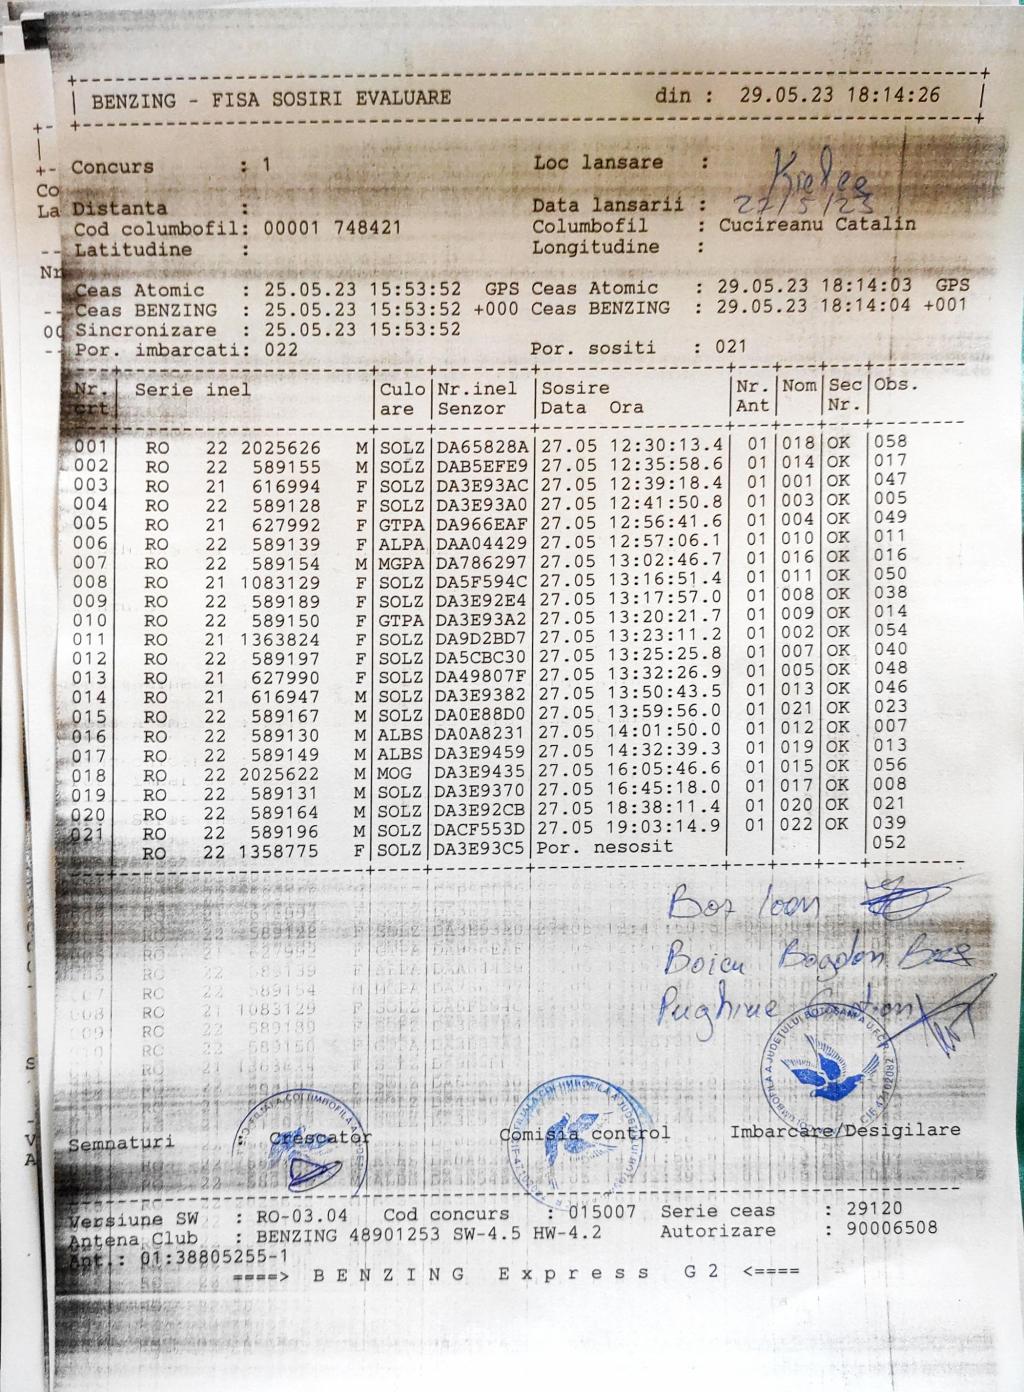 BENZING - FISA SOSIRI EVALUARE din : 29.05.23 18:14:26
Concurs : 1 Loc lansare : Kielce
Distanta : Data lansarii : 27/5/23
Cod columbofil: 00001 748421 Columbofil : Cucireanu Catalin
Latitudine : Longitudine :
Ceas Atomic : 25.05.23 15:53:52 GPS Ceas Atomic : 29.05.23 18:14:03 GPS
Ceas BENZING : 25.05.23 15:53:52 +000 Ceas BENZING : 29.05.23 18:14:04 +001
Sincronizare : 25.05.23 15:53:52
Por. imbarcati: 022 Por. sositi : 021
Nr. Serie inel Culo Nr.inel Sosire Nr. Nom Sec Obs.
crt are Senzor Data Ora Ant Nr.
001 RO 22 2025626 M SOLZ DA65828A 27.05 12:30:13.4 01 018 OK 058
002 RO 22 589155 M SOLZ DAB5EFE9 27.05 12:35:58.6 01 014 OK 017
003 RO 21 616994 F SOLZ DA3E93AC 27.05 12:39:18.4 01 001 OK 047
004 RO 22 589128 F SOLZ DA3E93A0 27.05 12:41:50.8 01 003 OK 005
005 RO 21 627992 F GTPA DA966EAF 27.05 12:56:41.6 01 004 OK 049
006 RO 22 589139 F ALPA DAA04429 27.05 12:57:06.1 01 010 OK 011
007 RO 22 589154 M MGPA DA786297 27.05 13:02:46.7 01 016 OK 016
008 RO 21 1083129 F SOLZ DA5F594C 27.05 13:16:51.4 01 011 OK 050
009 RO 22 589189 F SOLZ DA3E92E4 27.05 13:17:57.0 01 008 OK 038
010 RO 22 589150 F GTPA DA3E93A2 27.05 13:20:21.7 01 009 OK 014
011 RO 21 1363824 F SOLZ DA9D2BD7 27.05 13:23:11.2 01 002 OK 054
012 RO 22 589197 F SOLZ DA5CBC30 27.05 13:25:25.8 01 007 OK 040
013 RO 21 627990 F SOLZ DA49807F 27.05 13:32:26.9 01 005 OK 048
014 RO 21 616947 M SOLZ DA3E9382 27.05 13:50:43.5 01 013 OK 046
015 RO 22 589167 M SOLZ DA0E88D0 27.05 13:59:56.0 01 021 OK 023
016 RO 22 589130 M ALBS DA0A8231 27.05 14:01:50.0 01 012 OK 007
017 RO 22 589149 M ALBS DA3E9459 27.05 14:32:39.3 01 019 OK 013
018 RO 22 2025622 M MOG DA3E9435 27.05 16:05:46.6 01 015 OK 056
019 RO 22 589131 M SOLZ DA3E9370 27.05 16:45:18.0 01 017 OK 008
020 RO 22 589164 M SOLZ DA3E92CB 27.05 18:38:11.4 01 020 OK 021
021 RO 22 589196 M SOLZ DACF553D 27.05 19:03:14.9 01 022 OK 039
RO 22 1358775 F SOLZ DA3E93C5 Por. nesosit 052
Boz Ioan
Boicu Bogdan
Semnaturi Crescator Comisia control Imbarcare/Desigilare
Versiune SW : RO-03.04 Cod concurs : 015007 Serie ceas : 29120
Antena Club : BENZING 48901253 SW-4.5 HW-4.2 Autorizare : 90006508
Ant.: 01:38805255-1
====> BENZING Express G2 <====